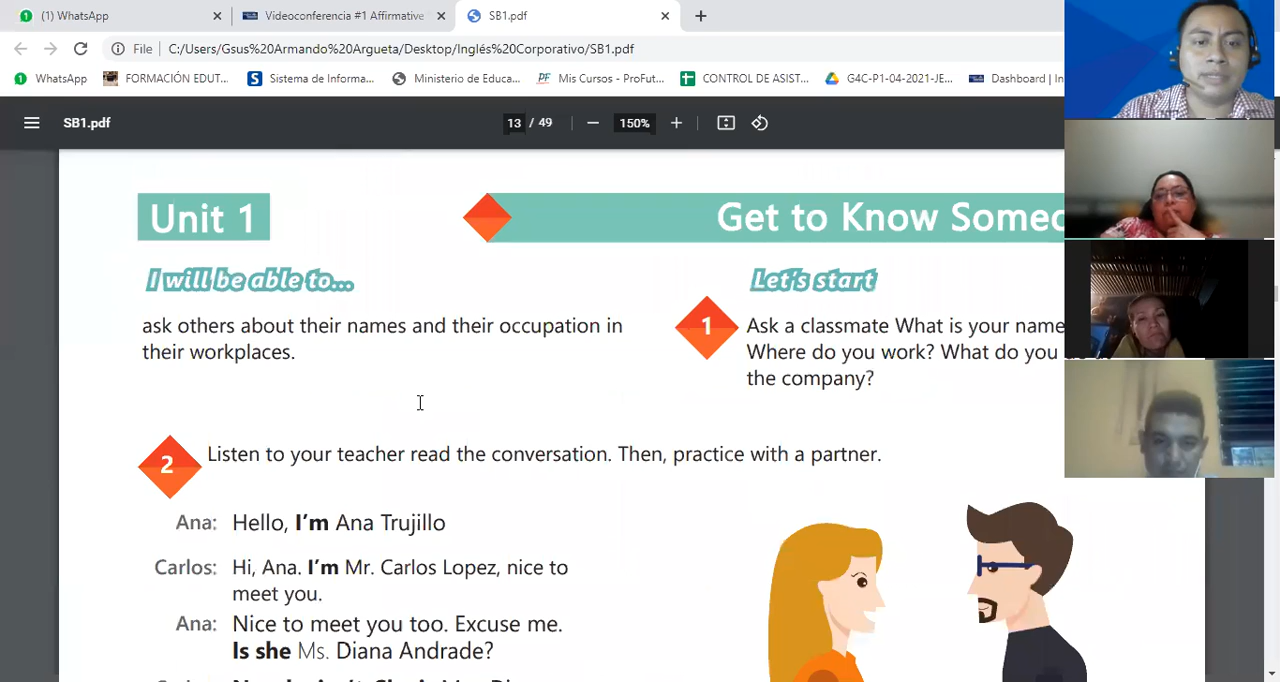 (1) WhatsApp
Videoconferencia #1 Affirmative
SB1.pdf
File
C:/Users/Gsus%20Armando%20Argueta/Desktop/Inglés%20Corporativo/SB1.pdf
WhatsApp
FORMACIÓN EDUT...
Sistema de Informa...
Ministerio de Educa...
PF Mis Cursos - ProFut...
CONTROL DE ASIST...
G4C-P1-04-2021-JE...
Dashboard | In
SB1.pdf
13 / 49
150%
Unit 1
Get to Know Someo
I will be able to...
ask others about their names and their occupation in
their workplaces.
Let's start
1
Ask a classmate What is your name
Where do you work? What do you
the company?
2
Listen to your teacher read the conversation. Then, practice with a partner.
Ana: Hello, I'm Ana Trujillo
Carlos: Hi, Ana. I'm Mr. Carlos Lopez, nice to
meet you.
Ana: Nice to meet you too. Excuse me.
Is she Ms. Diana Andrade?